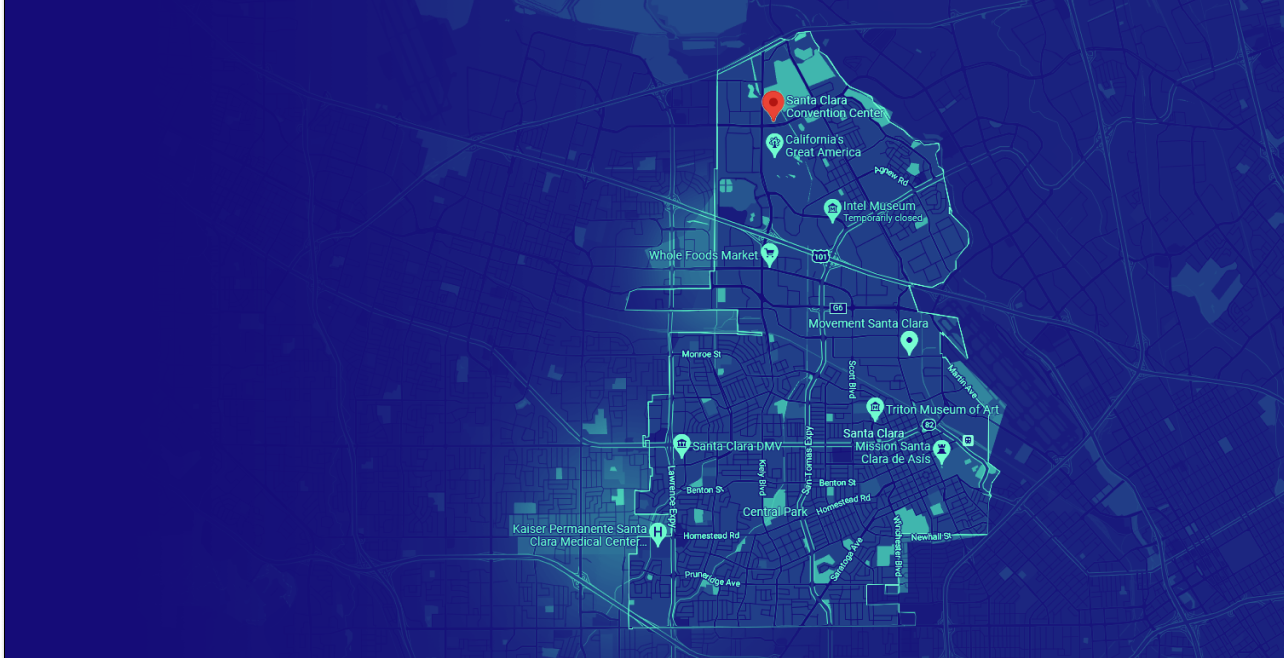 Santa Clara
Convention Center
California's
Great America
Agnew Rd
Intel Museum
Temporarily closed
Whole Foods Market
101
G6
Movement Santa Clara
Monroe St
Scott Blvd
Martin Ave
Triton Museum of Art
82
Santa Clara
Mission Santa
Clara de Asís
Santa Clara DMV
San Tomas Expy
Kiely Blvd
Lawrence Expy
Benton St
Benton St
Homestead Rd
Central Park
Kaiser Permanente Santa
Clara Medical Center...
H
Homestead Rd
Winchester Blvd
Newhall St
Saratoga Ave
Pruneridge Ave